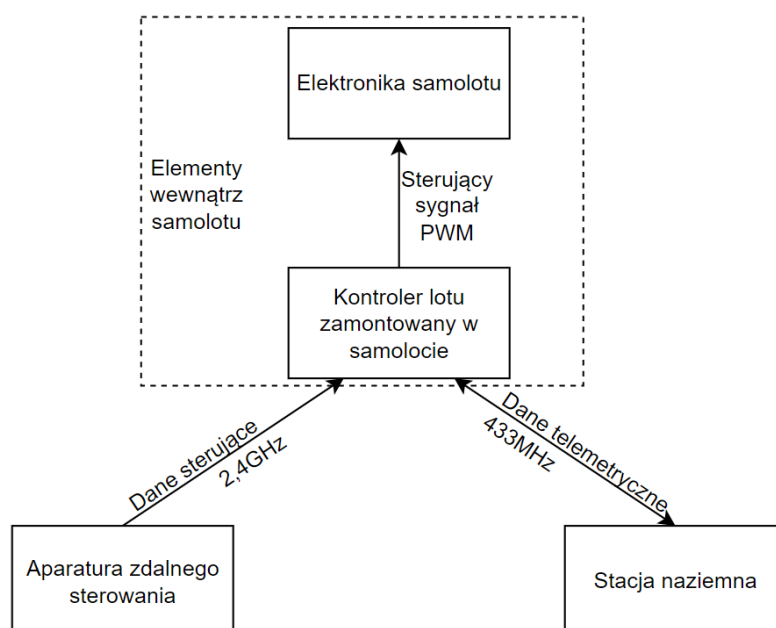 Elektronika samolotu
Elementy
wewnątrz
samolotu
Sterujący
sygnał
PWM
Kontroler lotu
zamontowany w
samolocie
Dane sterujące
2,4GHz
Dane telemetryczne
433MHz
Aparatura zdalnego
sterowania
Stacja naziemna